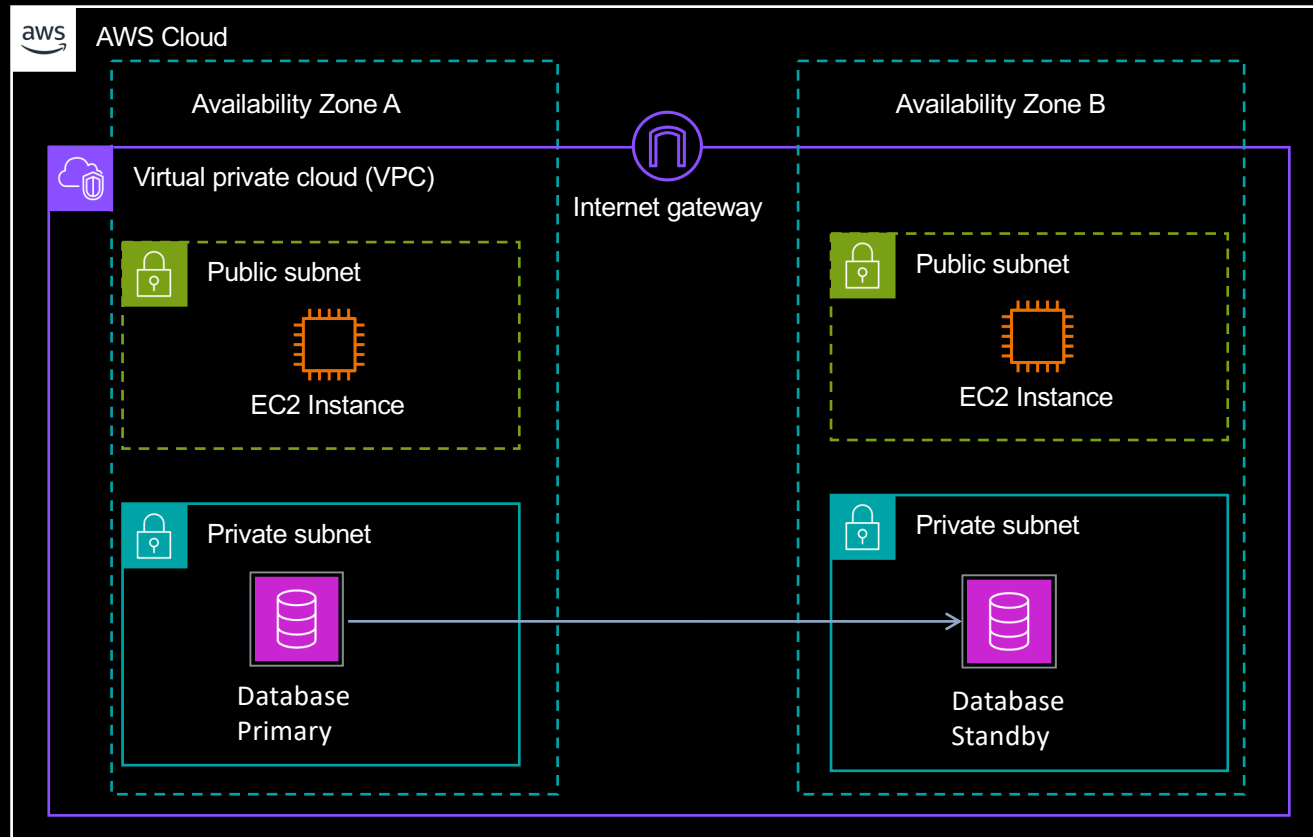 aws
AWS Cloud
Availability Zone A
Availability Zone B
Virtual private cloud (VPC)
Internet gateway
Public subnet
EC2 Instance
Public subnet
EC2 Instance
Private subnet
Database
Primary
Private subnet
Database
Standby